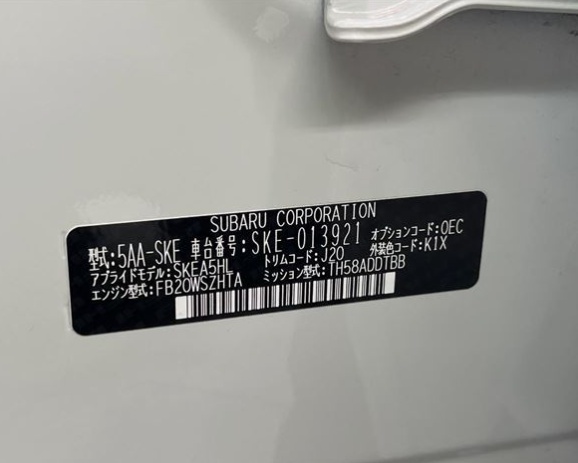 SUBARU CORPORATION
型式:5AA-SKE 車台番号:SKE-013921 オプションコード:OEC
アプライドモデル:SKEA5HL トリムコード:J20 外装色コード:K1X
エンジン型式:FB20WSZHTA ミッション型式:TH58ADDTBB